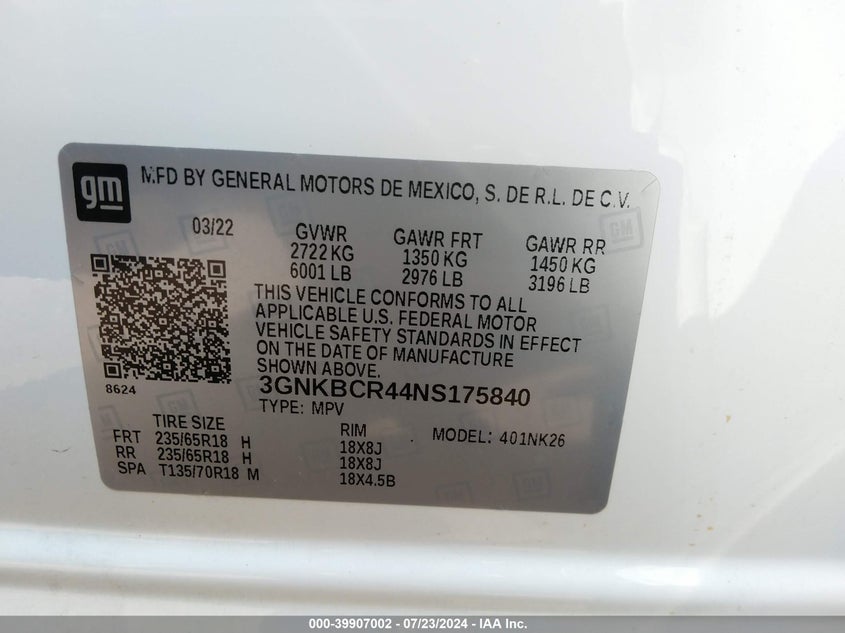 gm
MFD BY GENERAL MOTORS DE MEXICO, S. DE R.L. DE C.V.
03/22
GVWR
2722 KG
6001 LB
GAWR FRT
1350 KG
2976 LB
GAWR RR
1450 KG
3196 LB
THIS VEHICLE CONFORMS TO ALL
APPLICABLE U.S. FEDERAL MOTOR
VEHICLE SAFETY STANDARDS IN EFFECT
ON THE DATE OF MANUFACTURE
SHOWN ABOVE.
8624
3GNKBCR44NS175840
TYPE: MPV
TIRE SIZE
RIM
MODEL: 401NK26
FRT 235/65R18 H 18X8J
RR 235/65R18 H 18X8J
SPA T135/70R18 M 18X4.5B
000-39907002 / 07/23/2024 - IAA Inc.